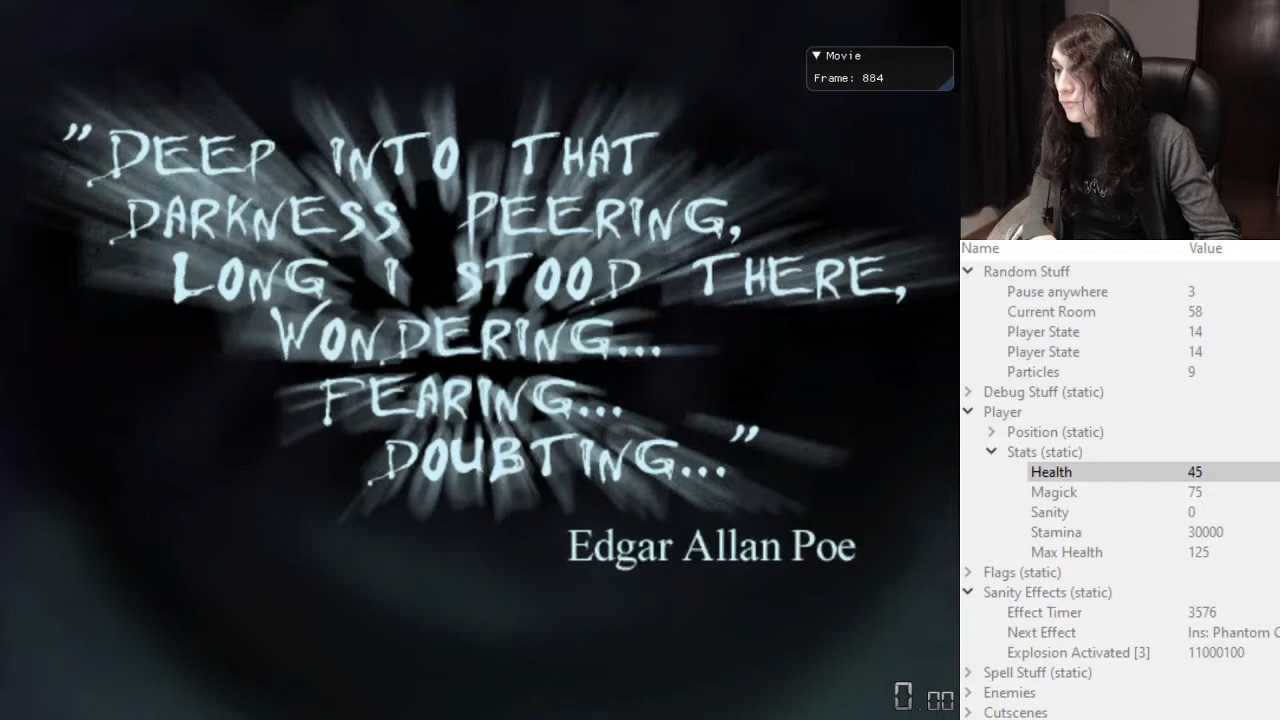 ▼ Movie
Frame: 884
"DEEP INTO THAT
DARKNESS PEERING,
LONG I STOOD THERE,
WONDERING...
FEARING...
DOUBTING..."
Edgar Allan Poe
0.00
Name Value
Random Stuff
Pause anywhere 3
Current Room 58
Player State 14
Player State 14
Particles 9
Debug Stuff (static)
Player
Position (static)
Stats (static)
Health 45
Magick 75
Sanity 0
Stamina 30000
Max Health 125
Flags (static)
Sanity Effects (static)
Effect Timer 3576
Next Effect Ins: Phantom
Explosion Activated [3] 11000100
Spell Stuff (static)
Enemies
Cutscenes